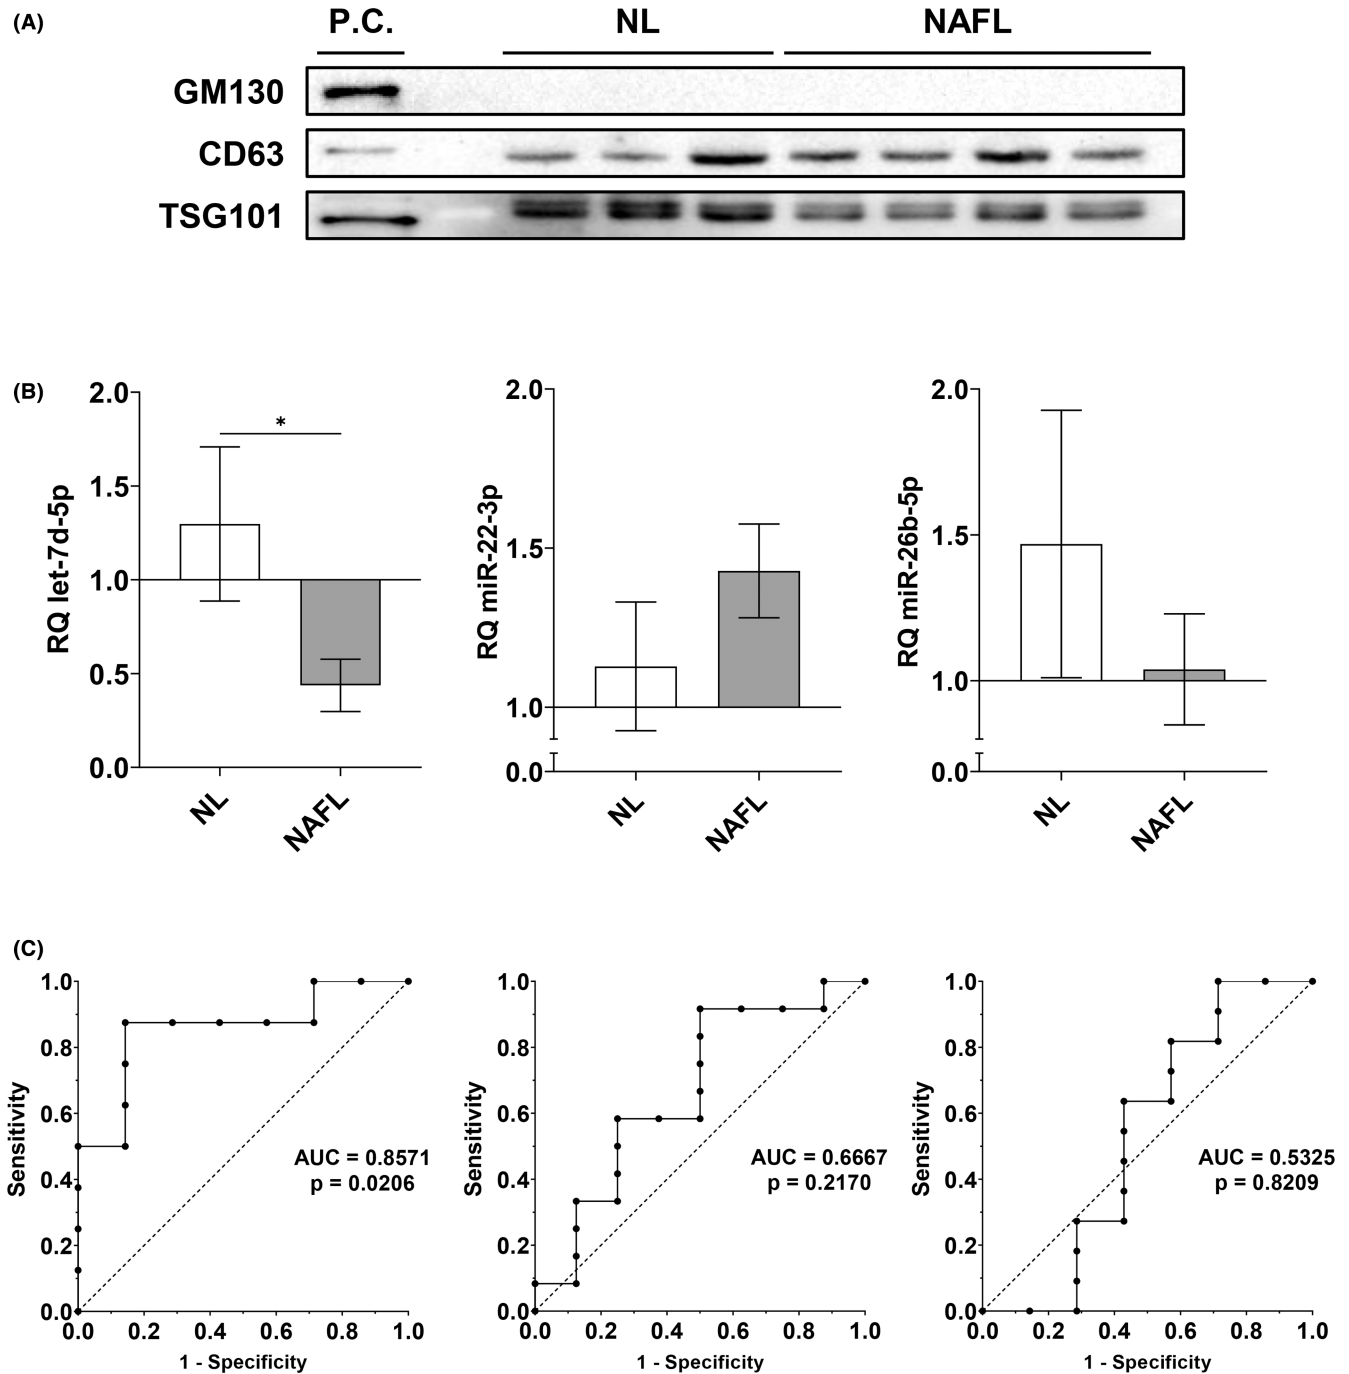 (A)
P.C. NL NAFL
GM130
CD63
TSG101
(B)
RQ let-7d-5p
2.0
1.5
1.0
0.5
0.0
*
NL NAFL
RQ miR-22-3p
2.0
1.5
1.0
0.0
NL NAFL
RQ miR-26b-5p
2.0
1.5
1.0
0.0
NL NAFL
(C)
Sensitivity
1.0
0.8
0.6
0.4
0.2
0.0
AUC = 0.8571
p = 0.0206
0.0 0.2 0.4 0.6 0.8 1.0
1 - Specificity
Sensitivity
1.0
0.8
0.6
0.4
0.2
0.0
AUC = 0.6667
p = 0.2170
0.0 0.2 0.4 0.6 0.8 1.0
1 - Specificity
Sensitivity
1.0
0.8
0.6
0.4
0.2
0.0
AUC = 0.5325
p = 0.8209
0.0 0.2 0.4 0.6 0.8 1.0
1 - Specificity